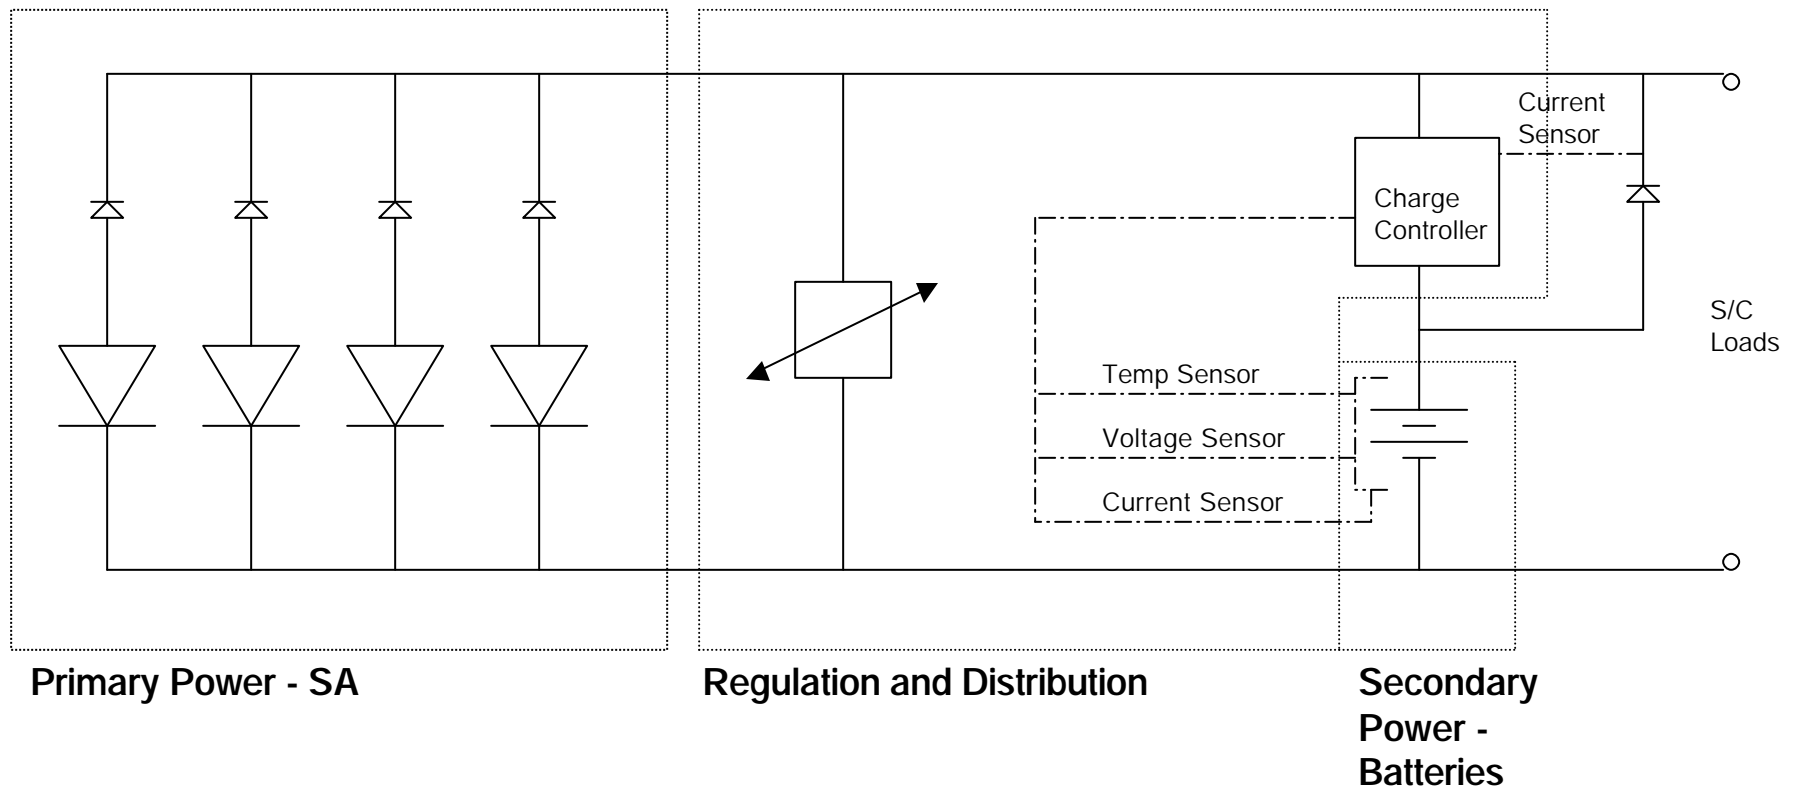 Current
Sensor
Charge
Controller
S/C
Loads
Temp Sensor
Voltage Sensor
Current Sensor
Primary Power - SA
Regulation and Distribution
Secondary
Power -
Batteries